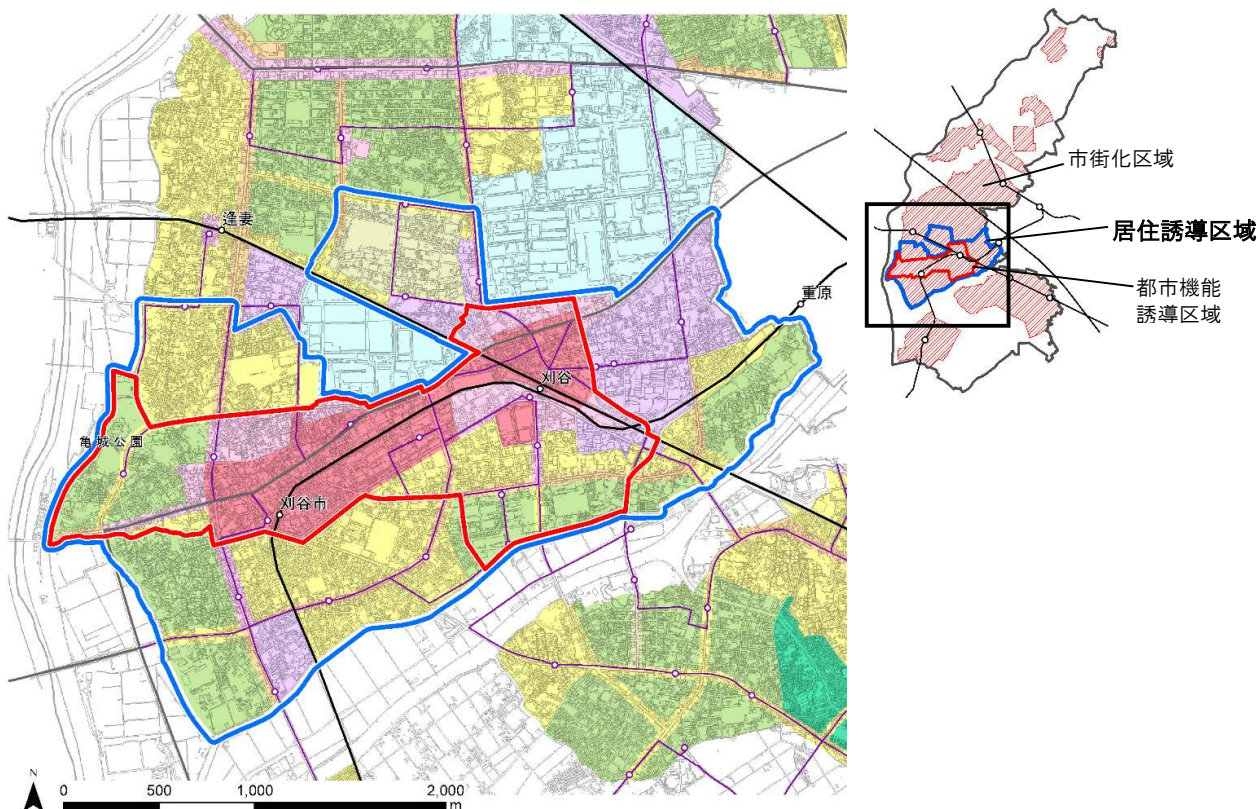 逢妻
重原
刈谷
亀城公園
刈谷市
N
0 500 1,000 2,000
m
市街化区域
居住誘導区域
都市機能
誘導区域